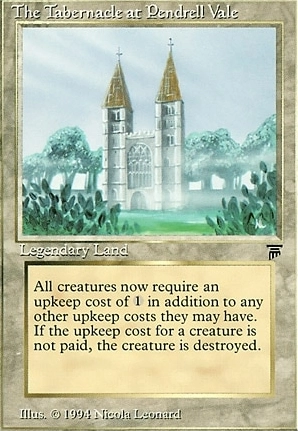 The Tabernacle at Pendrell Vale
Legendary Land
All creatures now require an
upkeep cost of 1 in addition to any
other upkeep costs they may have.
If the upkeep cost for a creature is
not paid, the creature is destroyed.
Illus. © 1994 Nicola Leonard